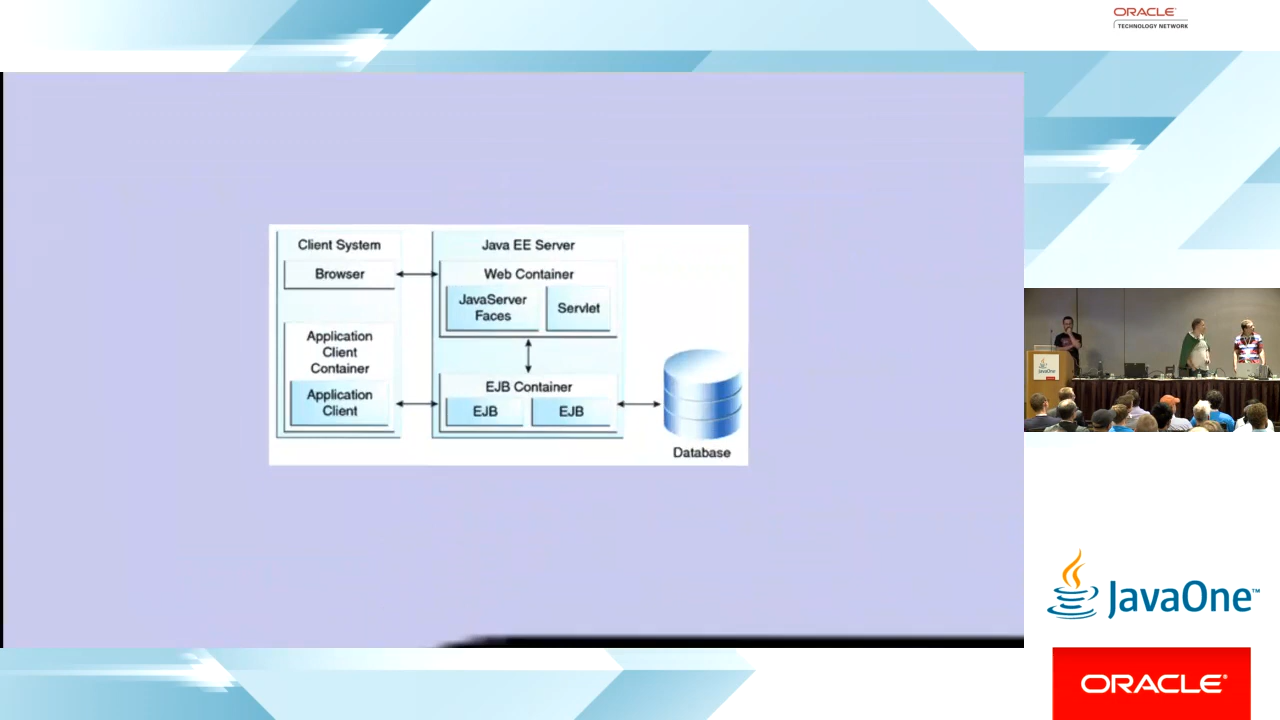 ORACLE
TECHNOLOGY NETWORK
Client System
Browser
Application
Client
Container
Application
Client
Java EE Server
Web Container
JavaServer
Faces
Servlet
EJB Container
EJB
EJB
Database
JavaOne™
ORACLE®